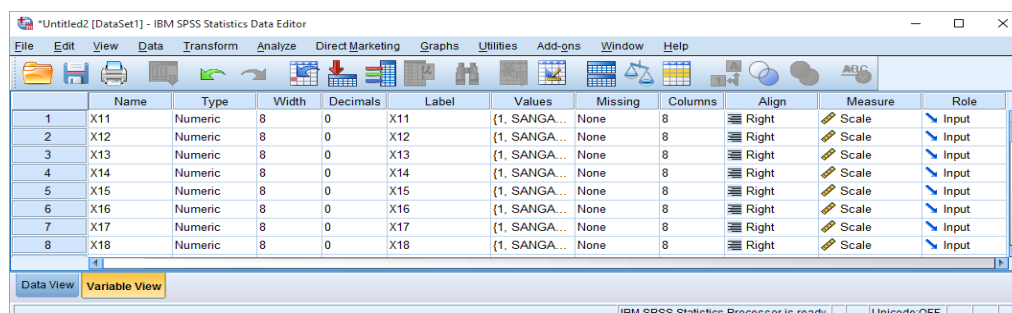 *Untitled2 [DataSet1] - IBM SPSS Statistics Data Editor
File Edit View Data Transform Analyze Direct Marketing Graphs Utilities Add-ons Window Help
Name Type Width Decimals Label Values Missing Columns Align Measure Role
1 X11 Numeric 8 0 X11 {1, SANGA... None 8 Right Scale Input
2 X12 Numeric 8 0 X12 {1, SANGA... None 8 Right Scale Input
3 X13 Numeric 8 0 X13 {1, SANGA... None 8 Right Scale Input
4 X14 Numeric 8 0 X14 {1, SANGA... None 8 Right Scale Input
5 X15 Numeric 8 0 X15 {1, SANGA... None 8 Right Scale Input
6 X16 Numeric 8 0 X16 {1, SANGA... None 8 Right Scale Input
7 X17 Numeric 8 0 X17 {1, SANGA... None 8 Right Scale Input
8 X18 Numeric 8 0 X18 {1, SANGA... None 8 Right Scale Input
Data View Variable View
IBM SPSS Statistics Processor is ready Unicode:OFF